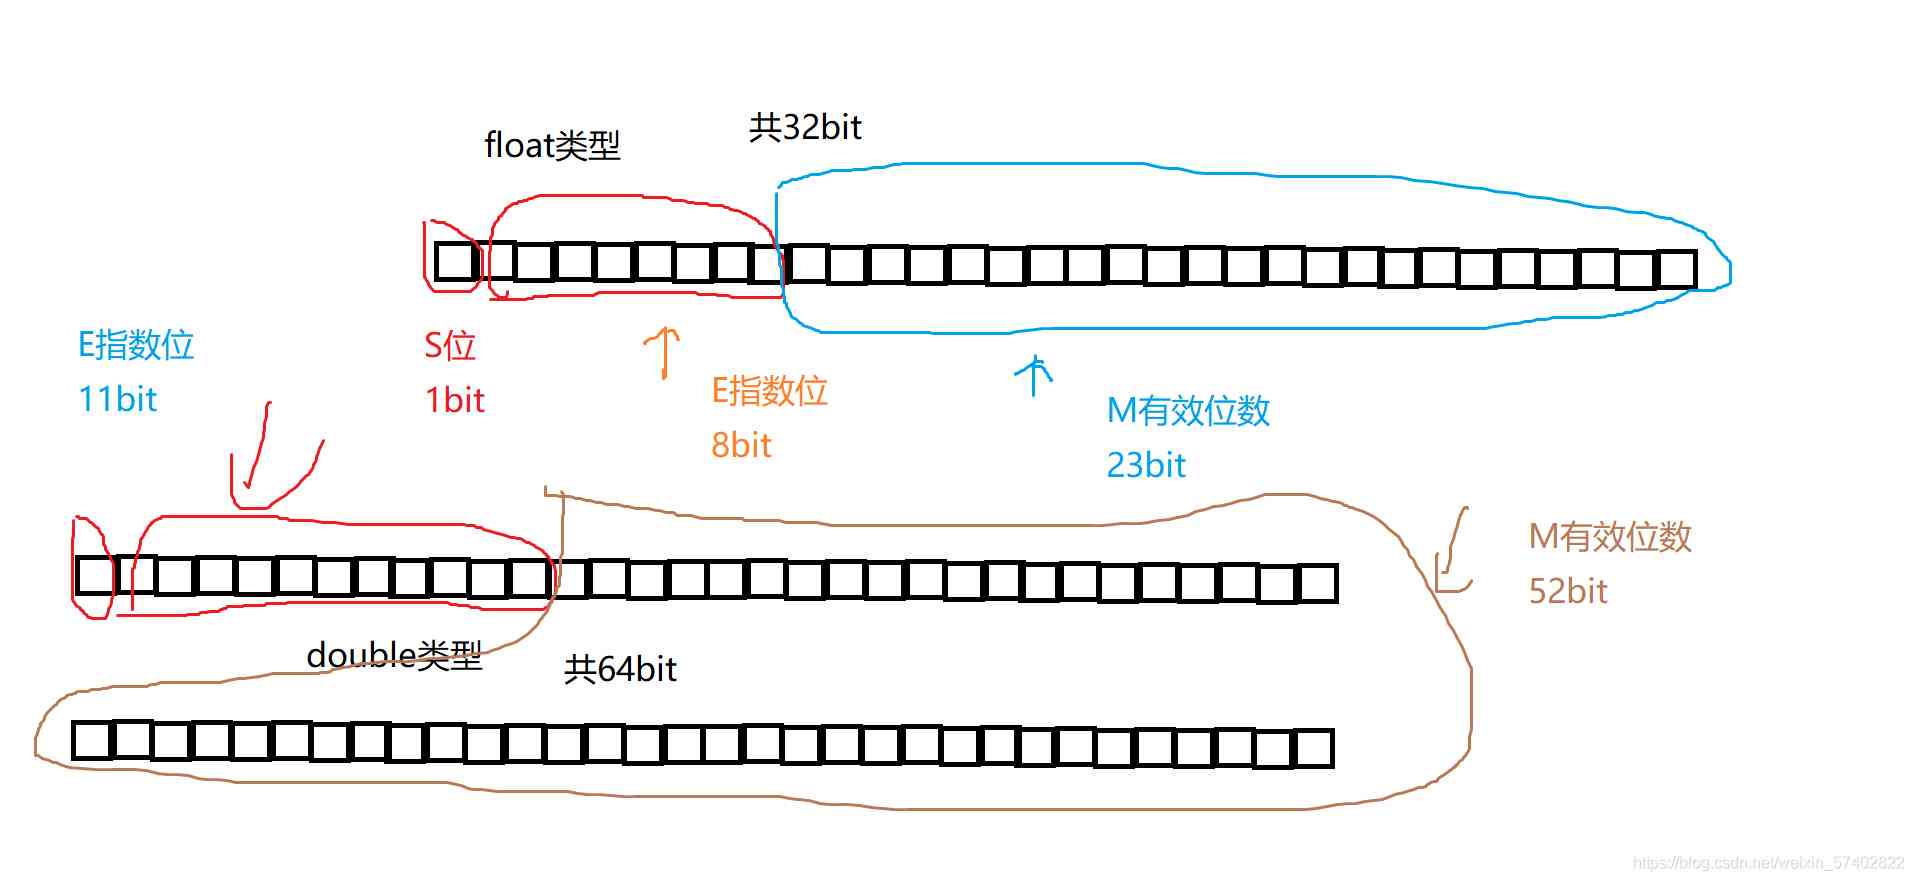 float类型
共32bit
E指数位
11bit
S位
1bit
E指数位
8bit
M有效位数
23bit
M有效位数
52bit
double类型
共64bit
https://blog.csdn.net/weixin_57402822